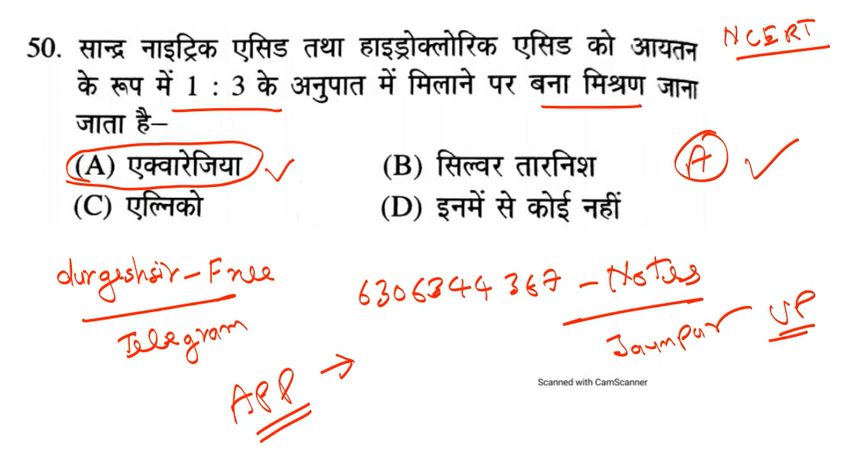 50. सान्द्र नाइट्रिक एसिड तथा हाइड्रोक्लोरिक एसिड को आयतन
के रूप में 1 : 3 के अनुपात में मिलाने पर बना मिश्रण जाना
जाता है–
(A) एक्वारेजिया (B) सिल्वर तारनिश
(C) एल्निको (D) इनमें से कोई नहीं
NCERT
A
durgeshsir – Free
Telegram
6306344367 – Notes
Jaunpur UP
APP →
Scanned with CamScanner